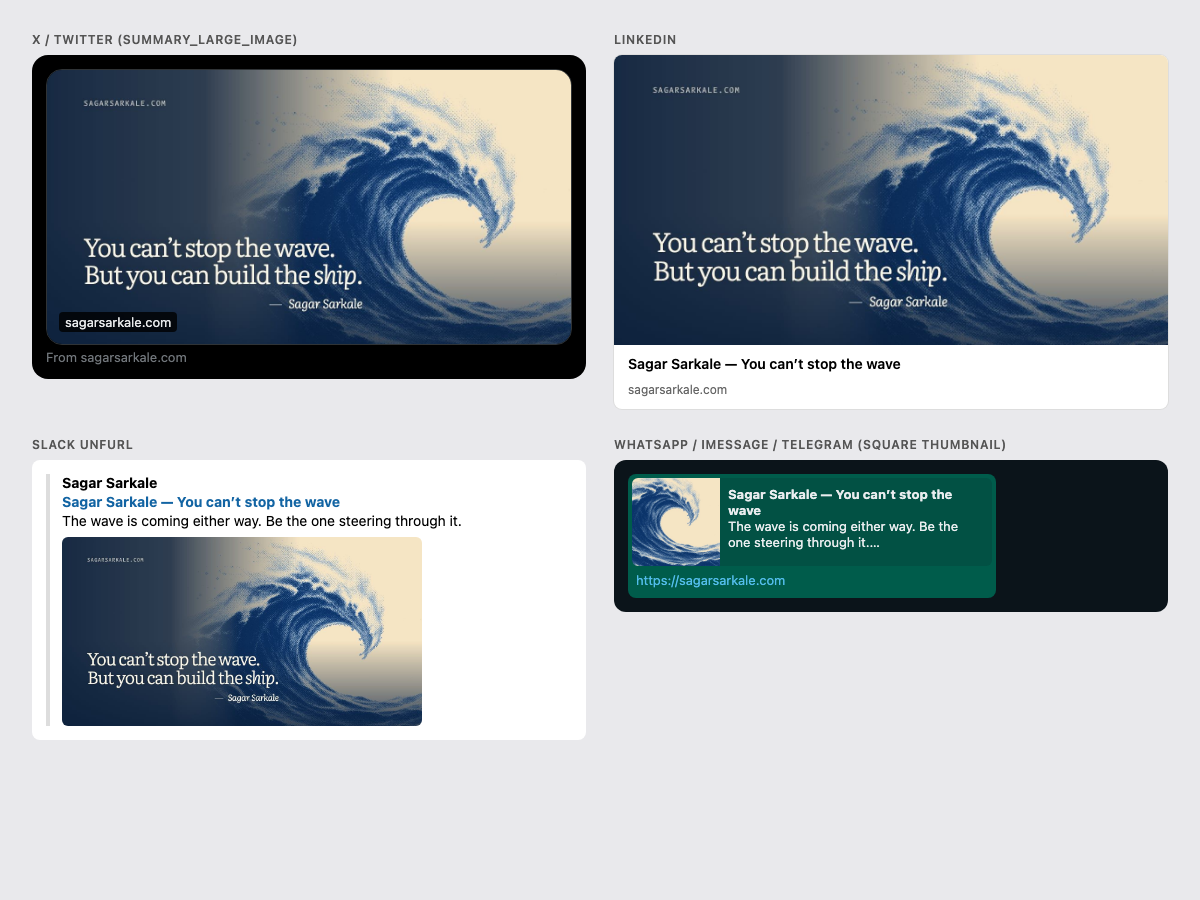 X / TWITTER (SUMMARY_LARGE_IMAGE)
SAGARSARKALE.COM
You can’t stop the wave.
But you can build the ship.
— Sagar Sarkale
sagarsarkale.com
From sagarsarkale.com
LINKEDIN
SAGARSARKALE.COM
You can’t stop the wave.
But you can build the ship.
— Sagar Sarkale
Sagar Sarkale — You can’t stop the wave
sagarsarkale.com
SLACK UNFURL
Sagar Sarkale
Sagar Sarkale — You can’t stop the wave
The wave is coming either way. Be the one steering through it.
SAGARSARKALE.COM
You can’t stop the wave.
But you can build the ship.
— Sagar Sarkale
WHATSAPP / IMESSAGE / TELEGRAM (SQUARE THUMBNAIL)
Sagar Sarkale — You can’t stop the
wave
The wave is coming either way. Be the
one steering through it....
https://sagarsarkale.com